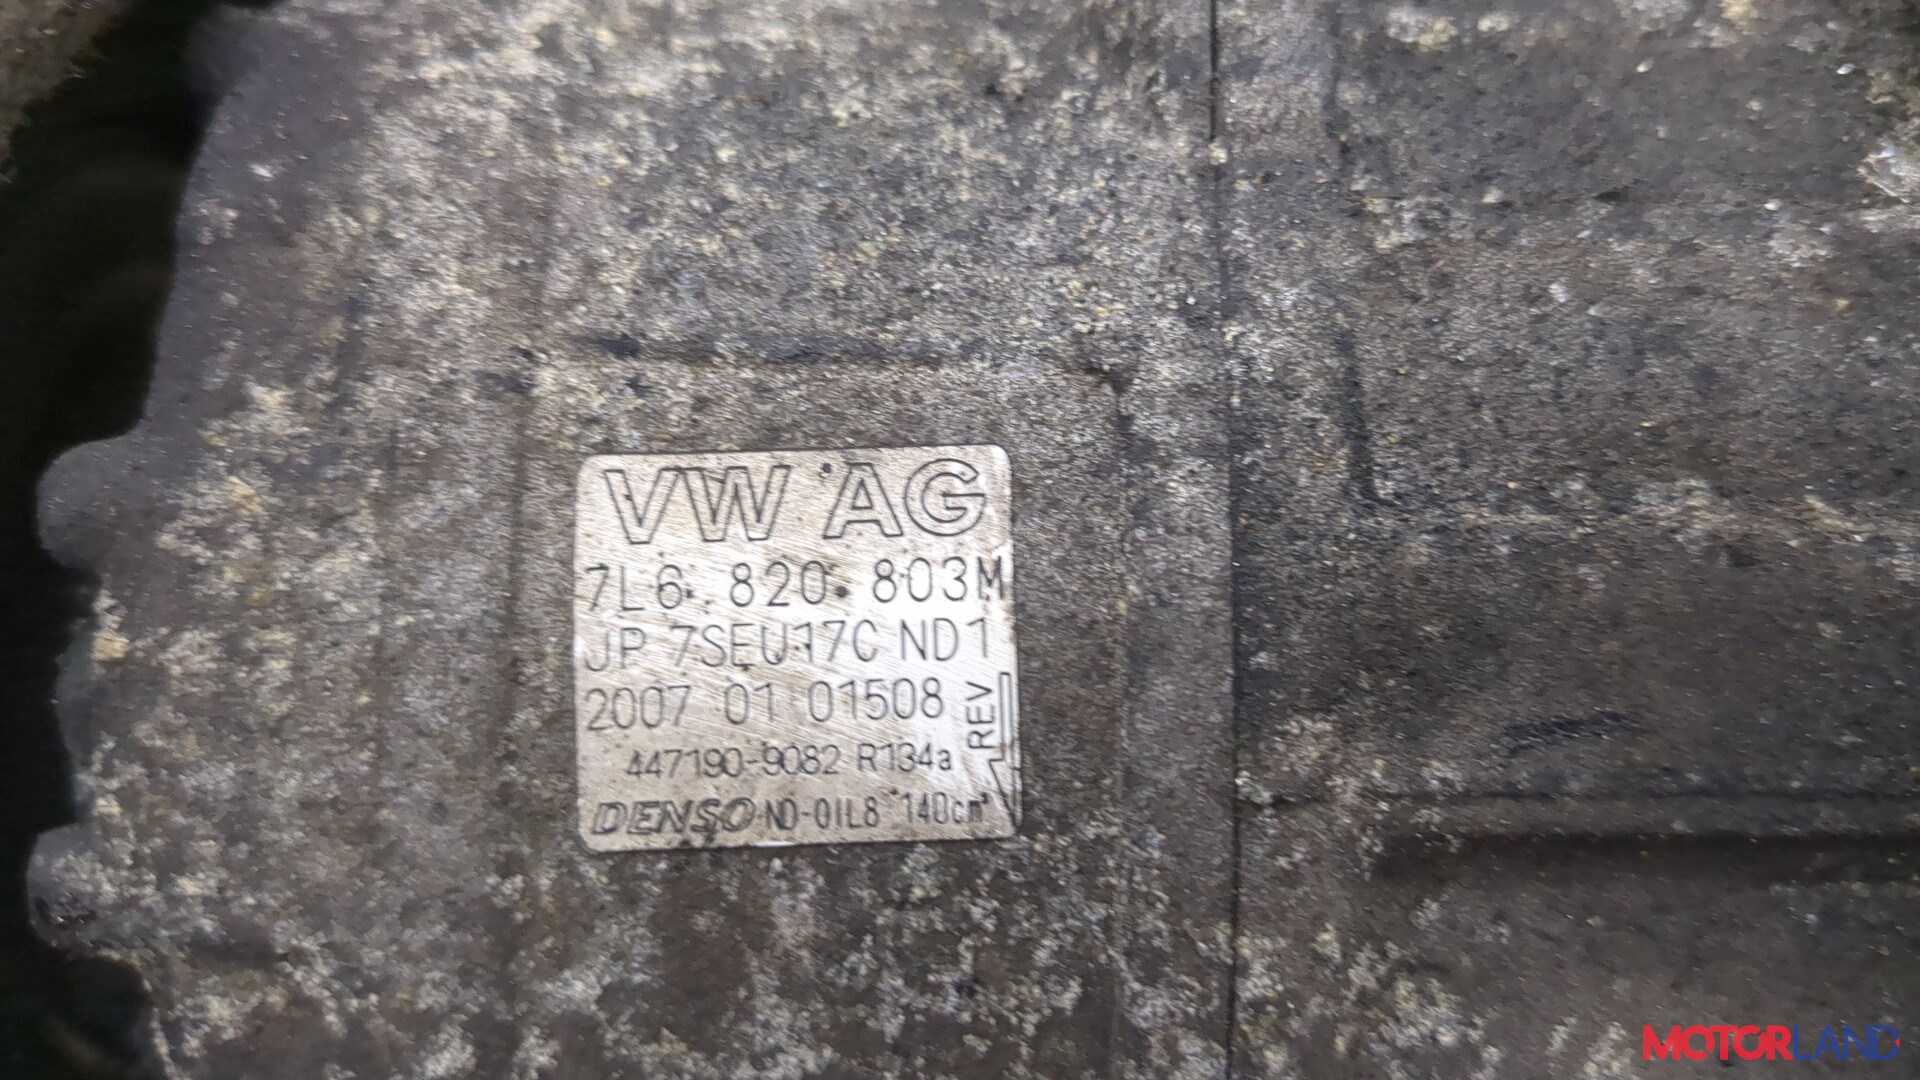 VW AG
7L6. 820. 803M
JP 7SEU17C ND1
2007 01 01508
REV
447190-9082 R134a
DENSO ND-OIL8 140cm³
MOTORLAND